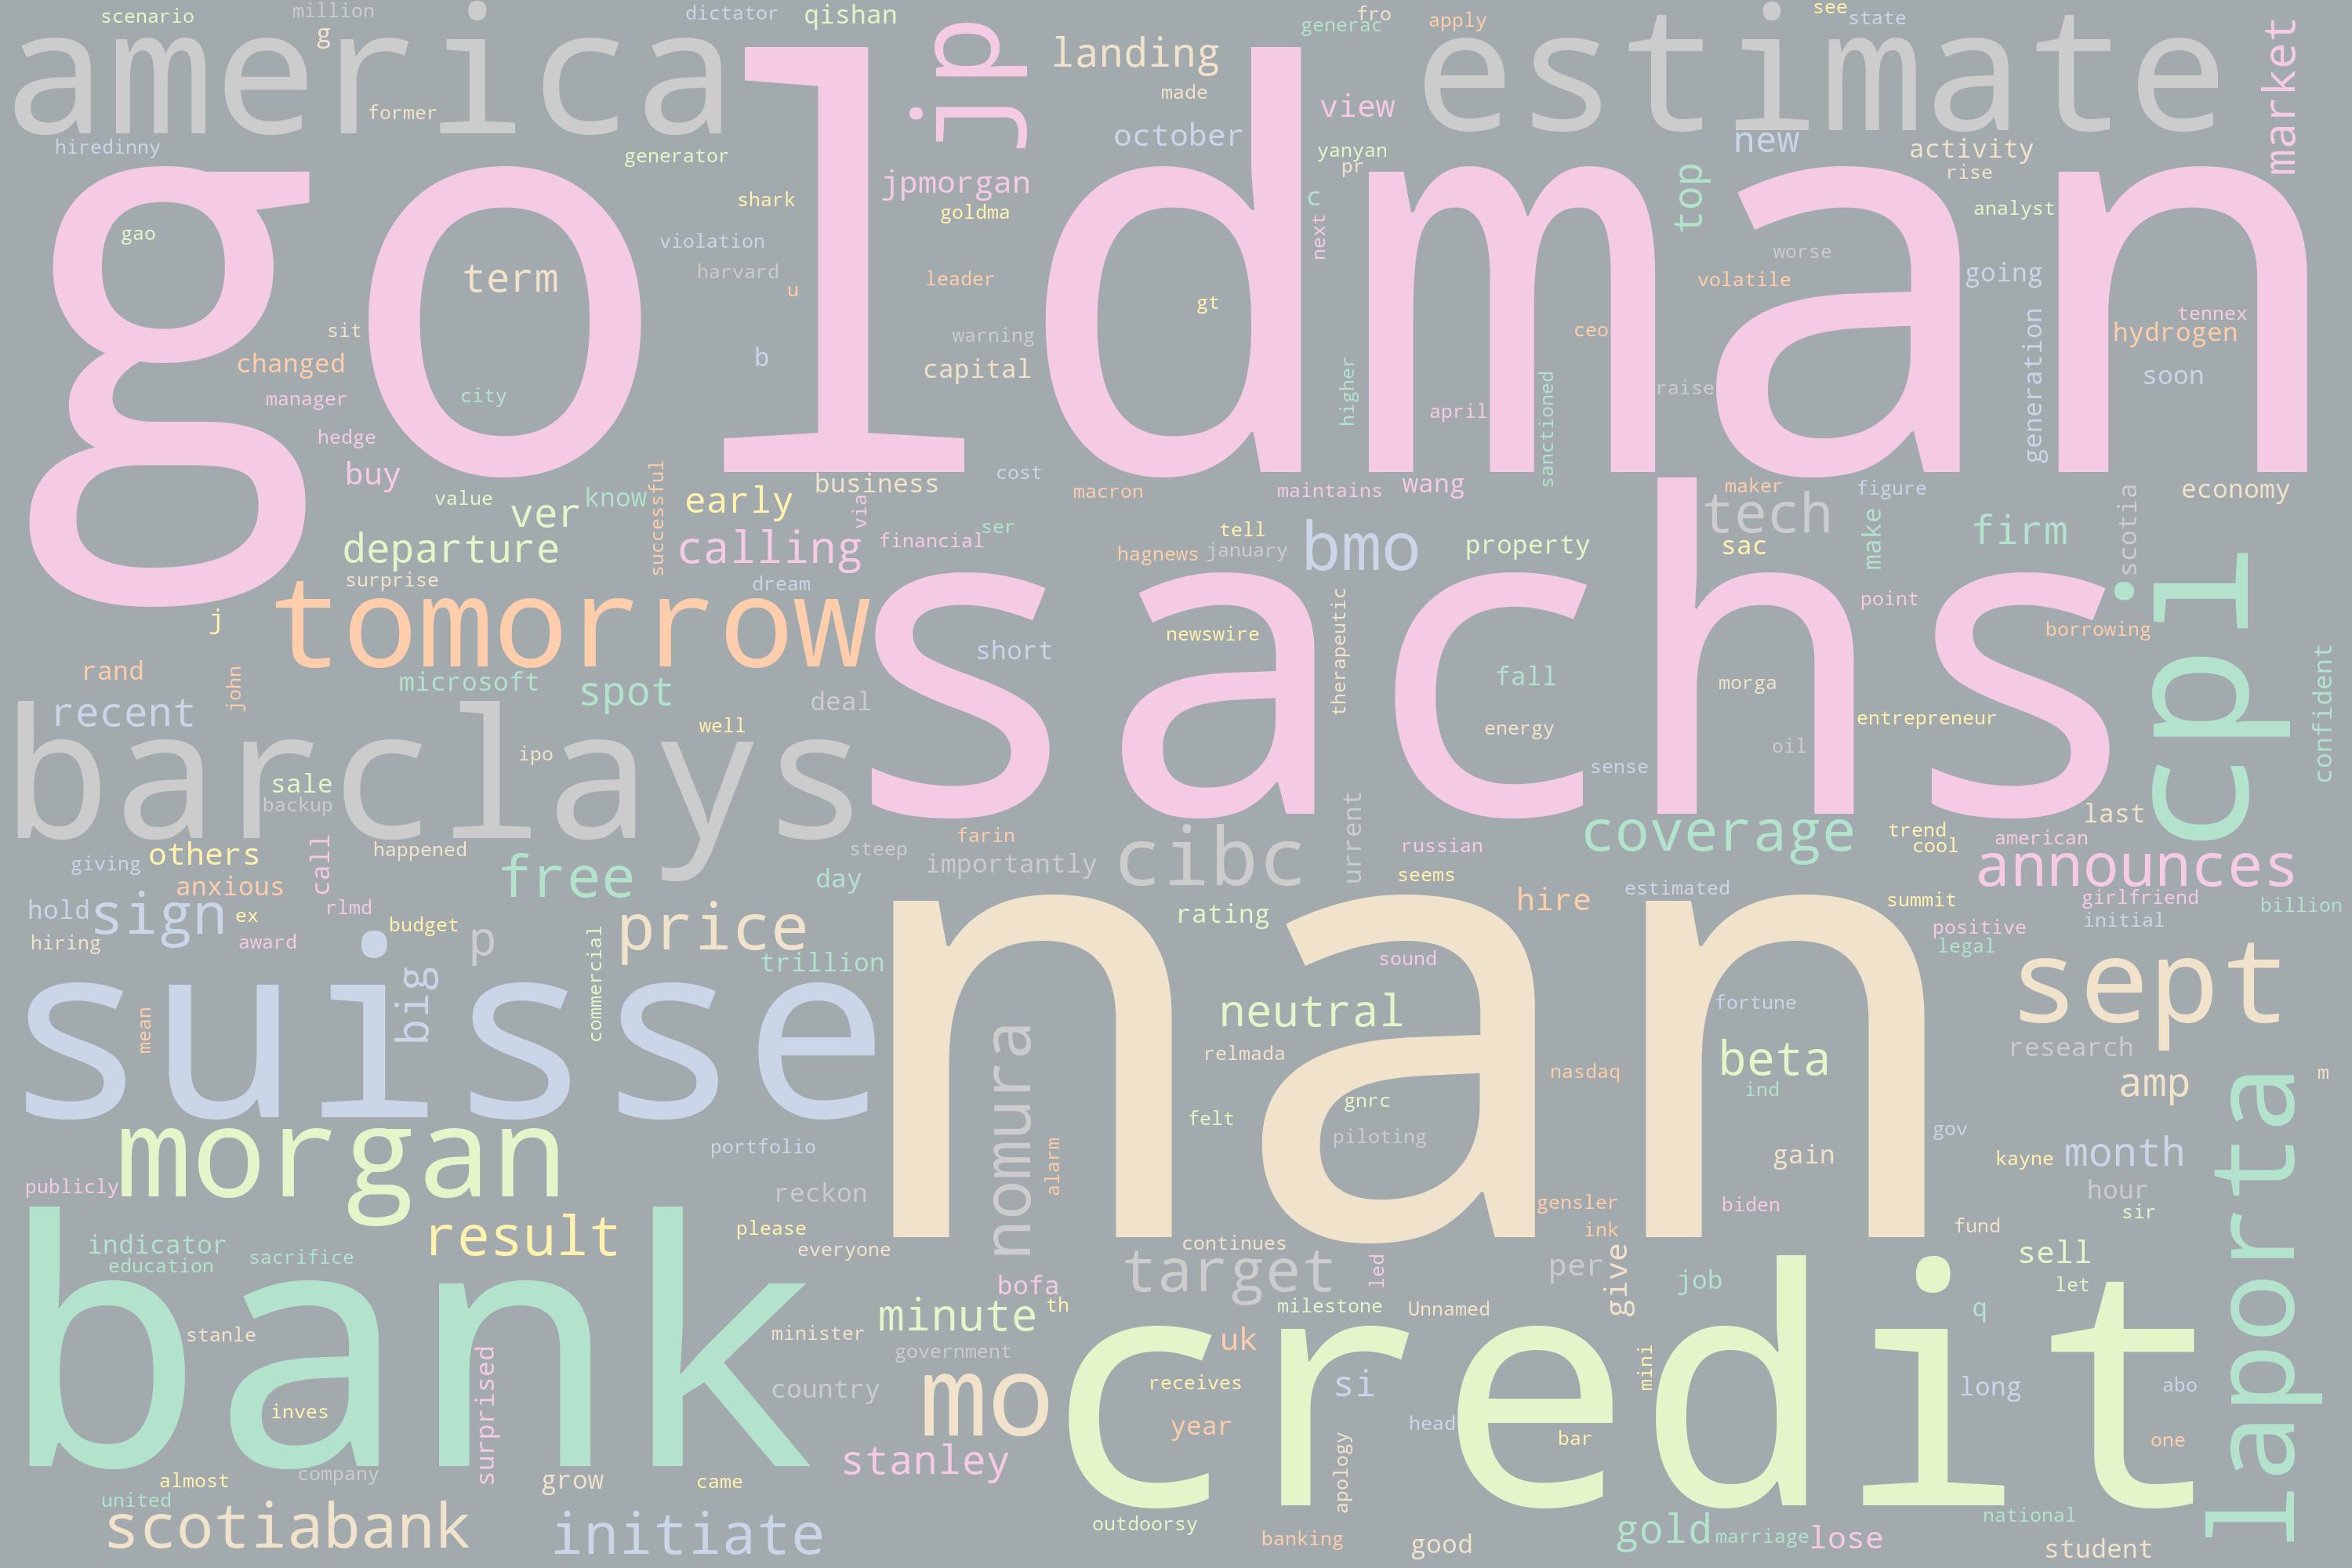 scenario million dictator qishan fro see
america g jp landing generac apply estimate state market
former made view
hiredinny generator october yanyan new activity
goldman jpmorgan pr top rise
shark goldma c analyst
gao violation next worse
term harvard leader gt volatile going
u
sit warning ceo generation tennex
changed b capital higher hydrogen
manager city april sanctioned raise soon
hedge
buy successful business cost wang maker figure economy
value know early via macron maintains
departure ver calling financial ser tell bmo property tech make firm scotia
surprise dream hagnews january sac cpi
j tomorrow sachs therapeutic point
short newswire borrowing
rand john microsoft spot fall morga confident
recent deal
barclays well energy entrepreneur
ipo oil
sale sense
backup urrent last
others call happened steep farin cibc coverage trend american
giving free importantly russian cool announces
anxious day seems
hold sign ex rlmd price nan rating hire estimated summit girlfriend billion
hiring award budget p commercial positive initial
trillion sound legal sept
suisse big neutral fortune
mean nomura relmada nasdaq beta research
gnrc ind amp m
morgan felt piloting gov laporta
portfolio alarm gain kayne month
publicly reckon gensler biden hour
result please ink fund sir
indicator sacrifice everyone continues
education target led per give job sell
bank bofa let
minute th milestone Unnamed q
stanle surprised minister uk mini
government
country mo receives si credit long abo
inves year head
stanley apology bar one
almost company grow came
united national
scotiabank initiate outdoorsy banking good gold marriage lose student